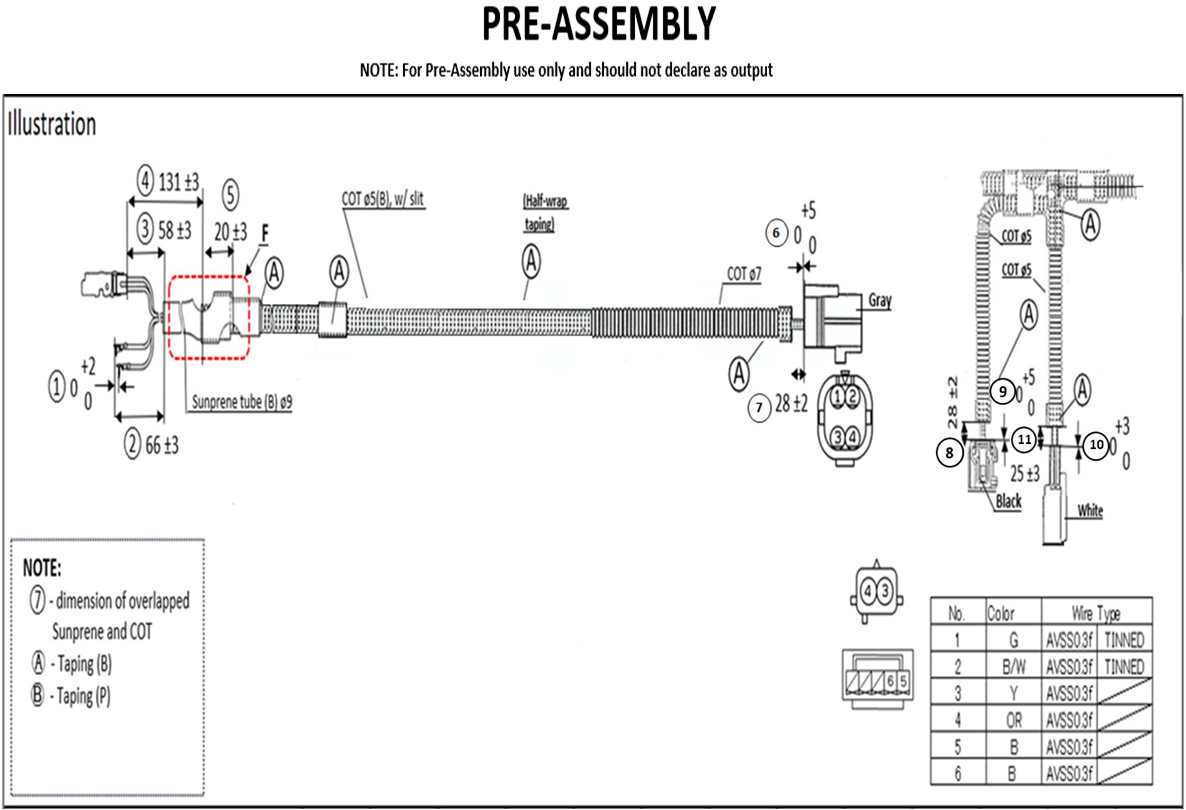 PRE-ASSEMBLY
NOTE: For Pre-Assembly use only and should not declare as output
Illustration
4 131 ±3
5
3 58 ±3
20 ±3
F
COT ø5(B), w/ slit
(Half-wrap
taping)
6 0 +5
0
A
A
A
COT ø7
Gray
1 0 +2
0
Sunprene tube (B) ø9
2 66 ±3
A
7 28 ±2
1 2
3 4
A
COT ø5
COT ø5
A
28 ±2
9 0 +5
0
A
8
11
10 0 +3
0
25 ±3
Black
White
NOTE:
7 - dimension of overlapped
Sunprene and COT
A - Taping (B)
B - Taping (P)
4 3
6 5
No. Color Wire Type
1 G AVSS0.3f TINNED
2 B/W AVSS0.3f TINNED
3 Y AVSS0.3f
4 OR AVSS0.3f
5 B AVSS0.3f
6 B AVSS0.3f